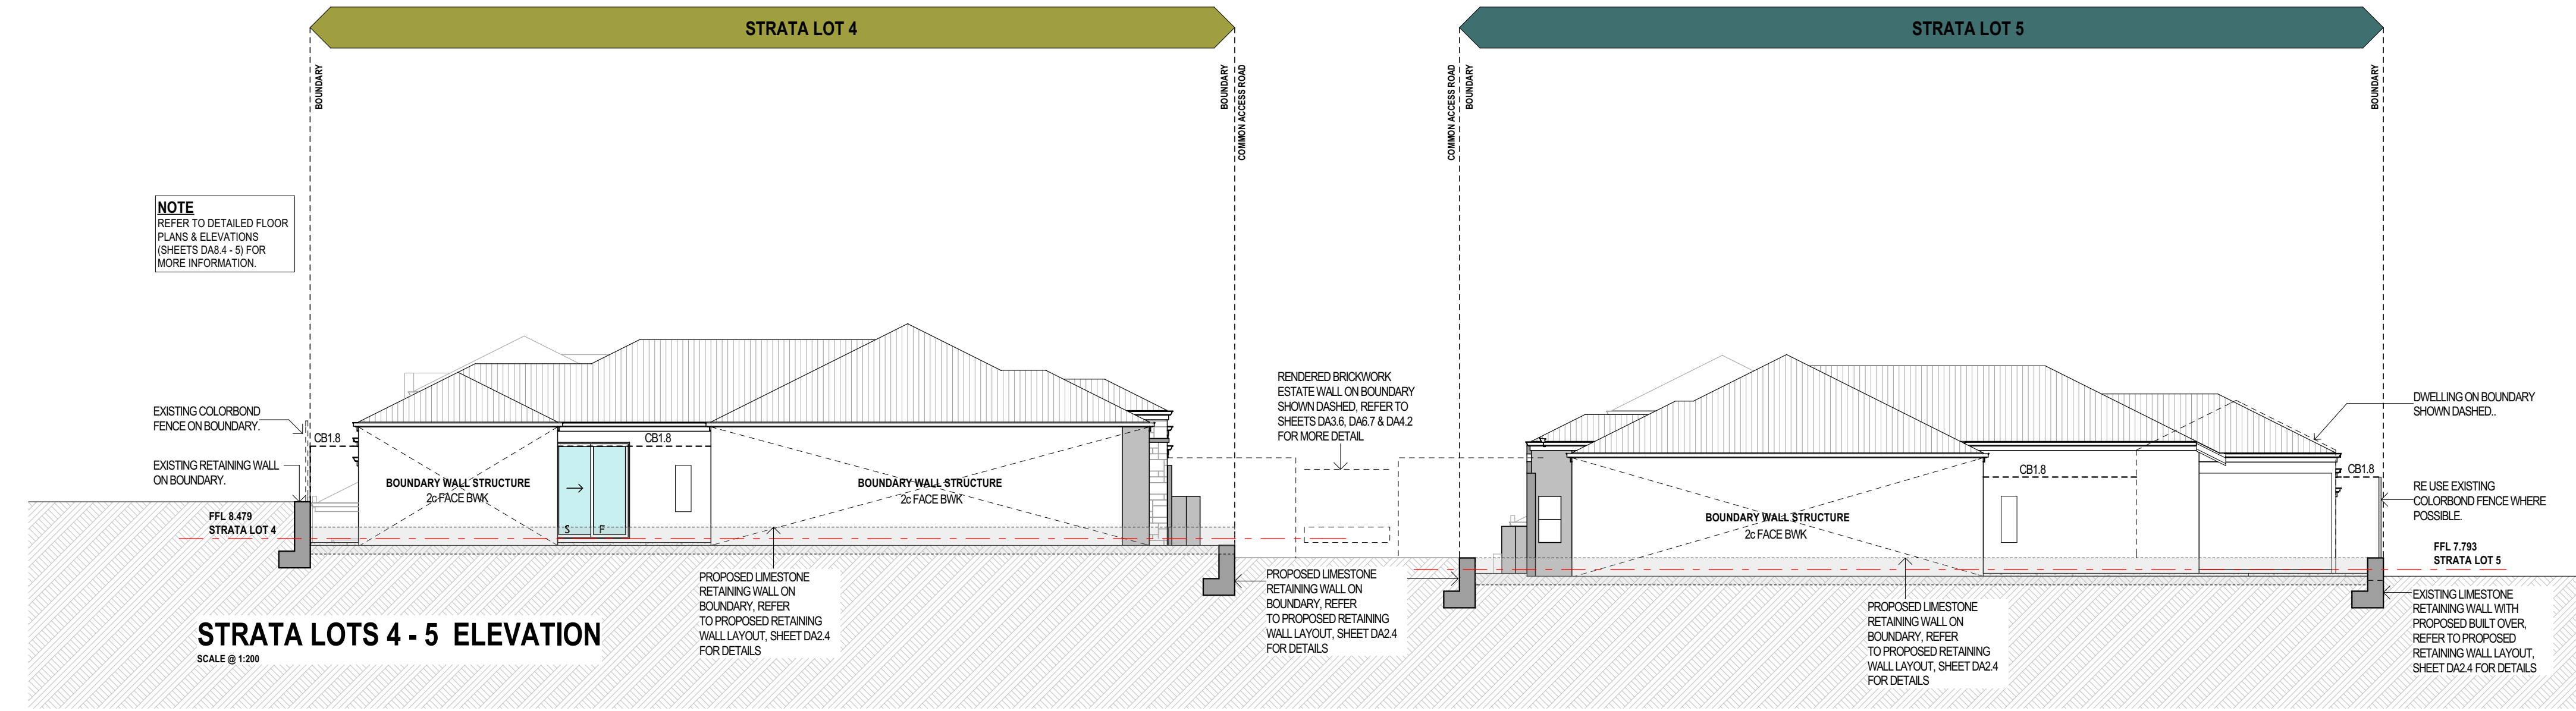 STRATA LOT 4
STRATA LOT 5
BOUNDARY
BOUNDARY
COMMON ACCESS ROAD
COMMON ACCESS ROAD
BOUNDARY
BOUNDARY
NOTE
REFER TO DETAILED FLOOR
PLANS & ELEVATIONS
(SHEETS DA8.4 - 5) FOR
MORE INFORMATION.
EXISTING COLORBOND
FENCE ON BOUNDARY.
EXISTING RETAINING WALL
ON BOUNDARY.
FFL 8.479
STRATA LOT 4
CB1.8
BOUNDARY WALL STRUCTURE
2c FACE BWK
CB1.8
S F
BOUNDARY WALL STRUCTURE
2c FACE BWK
RENDERED BRICKWORK
ESTATE WALL ON BOUNDARY
SHOWN DASHED, REFER TO
SHEETS DA3.6, DA6.7 & DA4.2
FOR MORE DETAIL
BOUNDARY WALL STRUCTURE
2c FACE BWK
CB1.8
CB1.8
DWELLING ON BOUNDARY
SHOWN DASHED..
RE USE EXISTING
COLORBOND FENCE WHERE
POSSIBLE.
FFL 7.793
STRATA LOT 5
PROPOSED LIMESTONE
RETAINING WALL ON
BOUNDARY, REFER
TO PROPOSED RETAINING
WALL LAYOUT, SHEET DA2.4
FOR DETAILS
PROPOSED LIMESTONE
RETAINING WALL ON
BOUNDARY, REFER
TO PROPOSED RETAINING
WALL LAYOUT, SHEET DA2.4
FOR DETAILS
PROPOSED LIMESTONE
RETAINING WALL ON
BOUNDARY, REFER
TO PROPOSED RETAINING
WALL LAYOUT, SHEET DA2.4
FOR DETAILS
EXISTING LIMESTONE
RETAINING WALL WITH
PROPOSED BUILT OVER,
REFER TO PROPOSED
RETAINING WALL LAYOUT,
SHEET DA2.4 FOR DETAILS
STRATA LOTS 4 - 5 ELEVATION
SCALE @ 1:200